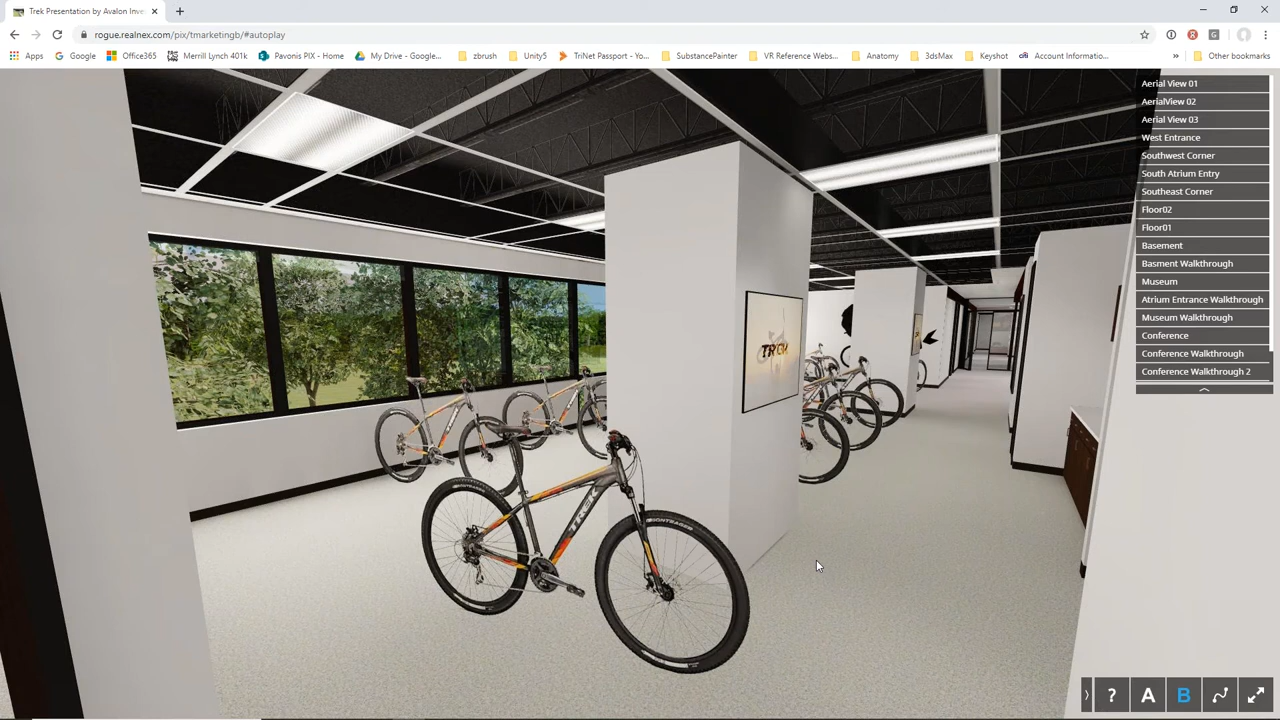 Trek Presentation by Avalon Inve
rogue.realnex.com/pix/tmarketingb/#autoplay
Apps
Google
Office365
Merrill Lynch 401k
Pavonis PIX - Home
My Drive - Google...
zbrush
Unity5
TriNet Passport - Yo...
SubstancePainter
VR Reference Webs...
Anatomy
3dsMax
Keyshot
Account Informatio...
»
Other bookmarks
Aerial View 01
AerialView 02
Aerial View 03
West Entrance
Southwest Corner
South Atrium Entry
Southeast Corner
Floor02
Floor01
Basement
Basment Walkthrough
Museum
Atrium Entrance Walkthrough
Museum Walkthrough
Conference
Conference Walkthrough
Conference Walkthrough 2
TREK
TREK
BONTRAGER
? A B